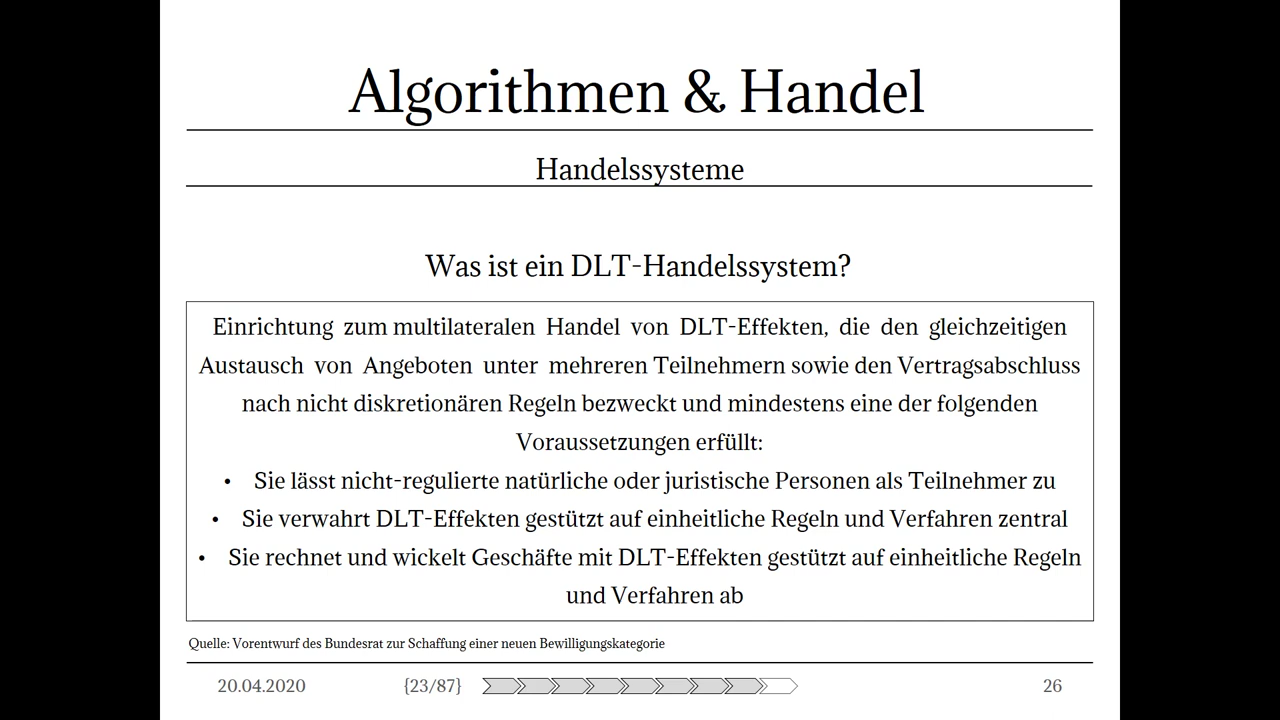 Algorithmen & Handel
Handelssysteme
Was ist ein DLT-Handelssystem?
Einrichtung zum multilateralen Handel von DLT-Effekten, die den gleichzeitigen
Austausch von Angeboten unter mehreren Teilnehmern sowie den Vertragsabschluss
nach nicht diskretionären Regeln bezweckt und mindestens eine der folgenden
Voraussetzungen erfüllt:
• Sie lässt nicht-regulierte natürliche oder juristische Personen als Teilnehmer zu
• Sie verwahrt DLT-Effekten gestützt auf einheitliche Regeln und Verfahren zentral
• Sie rechnet und wickelt Geschäfte mit DLT-Effekten gestützt auf einheitliche Regeln
und Verfahren ab
Quelle: Vorentwurf des Bundesrat zur Schaffung einer neuen Bewilligungskategorie
20.04.2020 {23/87} 26